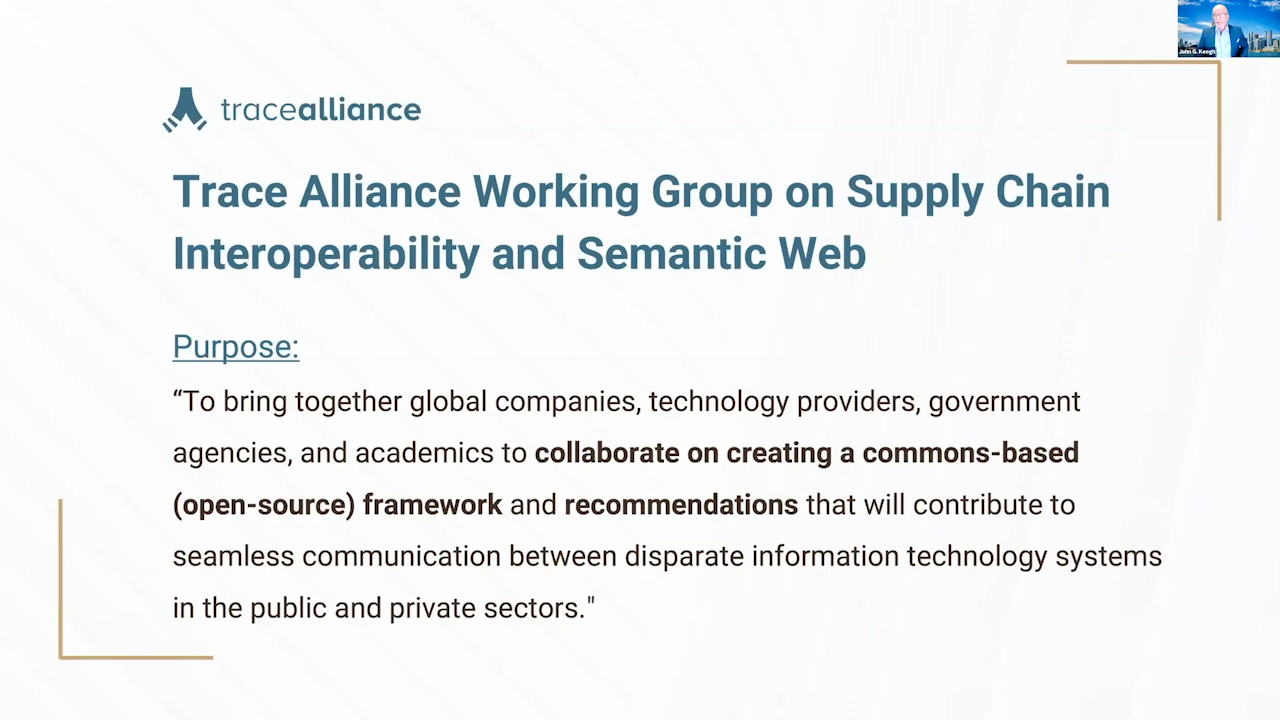 John G. Keogh
tracealliance
Trace Alliance Working Group on Supply Chain
Interoperability and Semantic Web
Purpose:
“To bring together global companies, technology providers, government
agencies, and academics to collaborate on creating a commons-based
(open-source) framework and recommendations that will contribute to
seamless communication between disparate information technology systems
in the public and private sectors."